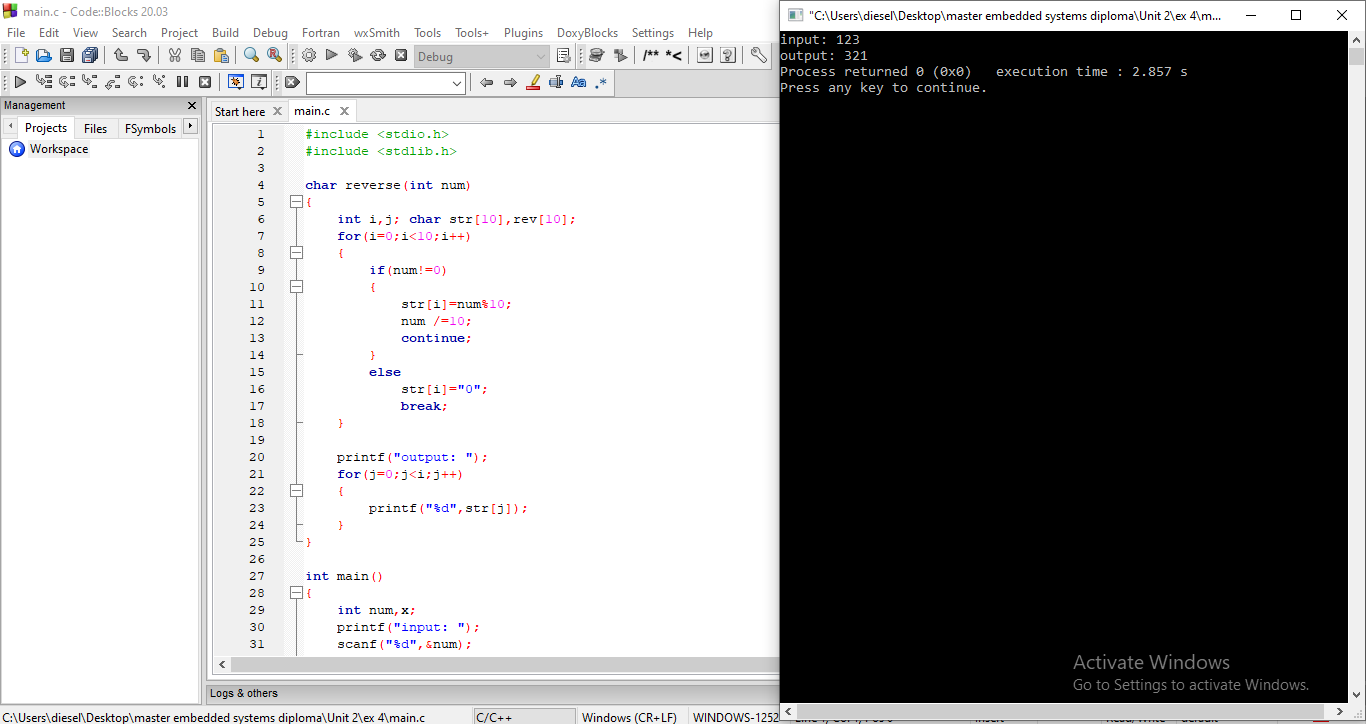 main.c - Code::Blocks 20.03
File Edit View Search Project Build Debug Fortran wxSmith Tools Tools+ Plugins DoxyBlocks Settings Help
Debug
/** *<
Aa .*
Management
Projects Files FSymbols
Workspace
Start here main.c
1 #include <stdio.h>
2 #include <stdlib.h>
3
4 char reverse(int num)
5 {
6 int i,j; char str[10],rev[10];
7 for(i=0;i<10;i++)
8 {
9 if(num!=0)
10 {
11 str[i]=num%10;
12 num /=10;
13 continue;
14 }
15 else
16 str[i]="0";
17 break;
18 }
19
20 printf("output: ");
21 for(j=0;j<i;j++)
22 {
23 printf("%d",str[j]);
24 }
25 }
26
27 int main()
28 {
29 int num,x;
30 printf("input: ");
31 scanf("%d",&num);
Logs & others
C:\Users\diesel\Desktop\master embedded systems diploma\Unit 2\ex 4\main.c C/C++ Windows (CR+LF) WINDOWS-1252
"C:\Users\diesel\Desktop\master embedded systems diploma\Unit 2\ex 4\m...
input: 123
output: 321
Process returned 0 (0x0) execution time : 2.857 s
Press any key to continue.
Activate Windows
Go to Settings to activate Windows.